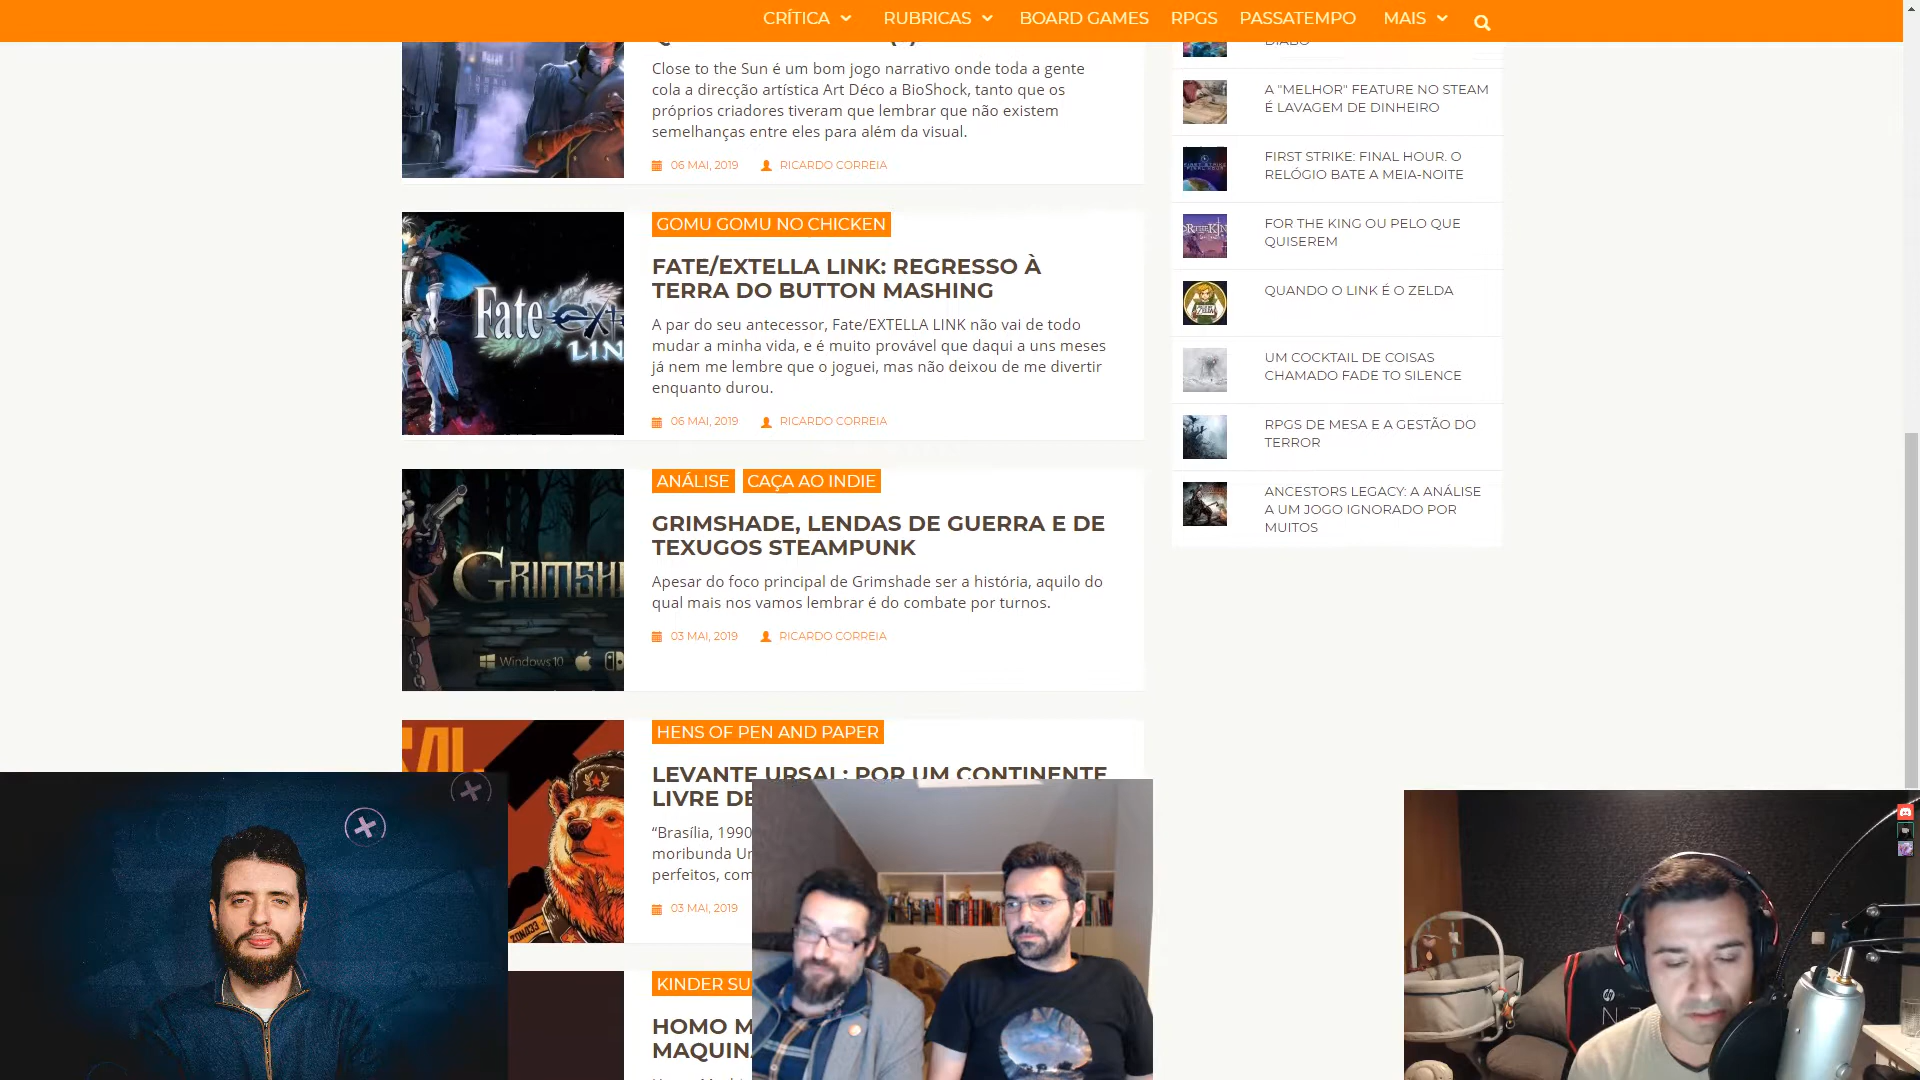 CRÍTICA RUBRICAS BOARD GAMES RPGS PASSATEMPO MAIS
Close to the Sun é um bom jogo narrativo onde toda a gente
cola a direcção artística Art Déco a BioShock, tanto que os
próprios criadores tiveram que lembrar que não existem
semelhanças entre eles para além da visual.
06 MAI, 2019 RICARDO CORREIA
GOMU GOMU NO CHICKEN
FATE/EXTELLA LINK: REGRESSO À
TERRA DO BUTTON MASHING
A par do seu antecessor, Fate/EXTELLA LINK não vai de todo
mudar a minha vida, e é muito provável que daqui a uns meses
já nem me lembre que o joguei, mas não deixou de me divertir
enquanto durou.
06 MAI, 2019 RICARDO CORREIA
Fate
LIN
ANÁLISE CAÇA AO INDIE
GRIMSHADE, LENDAS DE GUERRA E DE
TEXUGOS STEAMPUNK
Apesar do foco principal de Grimshade ser a história, aquilo do
qual mais nos vamos lembrar é do combate por turnos.
03 MAI, 2019 RICARDO CORREIA
GRIMSH
Windows 10
HENS OF PEN AND PAPER
LEVANTE URSAL: POR UM CONTINENTE
LIVRE DE
“Brasília, 1990
moribunda Ur
perfeitos, com
03 MAI, 2019
KINDER SU
HOMO M
MAQUIN
DIABO
A "MELHOR" FEATURE NO STEAM
É LAVAGEM DE DINHEIRO
FIRST STRIKE: FINAL HOUR. O
RELÓGIO BATE A MEIA-NOITE
FOR THE KING OU PELO QUE
QUISEREM
QUANDO O LINK É O ZELDA
UM COCKTAIL DE COISAS
CHAMADO FADE TO SILENCE
RPGS DE MESA E A GESTÃO DO
TERROR
ANCESTORS LEGACY: A ANÁLISE
A UM JOGO IGNORADO POR
MUITOS
hp